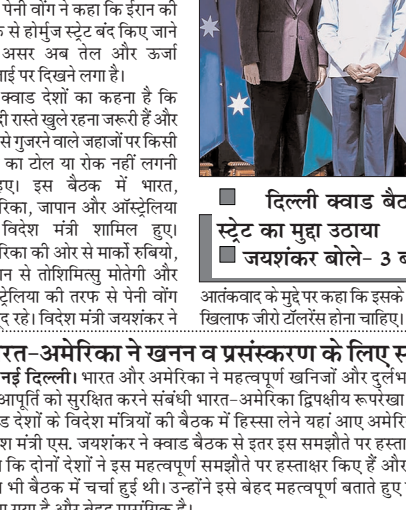 पेनी वोंग ने कहा कि ईरान की
से होर्मुज स्ट्रेट बंद किए जाने
असर अब तेल और ऊर्जा
पर दिखने लगा है।
क्वाड देशों का कहना है कि
रास्ते खुले रहना जरूरी हैं और
से गुजरने वाले जहाजों पर किसी
का टोल या रोक नहीं लगनी
इस बैठक में भारत,
जापान और ऑस्ट्रेलिया
विदेश मंत्री शामिल हुए।
की ओर से मार्को रुबियो,
से तोशिमित्सु मोतेगी और
की तरफ से पेनी वोंग
रहे। विदेश मंत्री जयशंकर ने
दिल्ली क्वाड
स्ट्रेट का मुद्दा उठाया
जयशंकर बोले- 3
आतंकवाद के मुद्दे पर कहा कि इसके
खिलाफ जीरो टॉलरेंस होना चाहिए।
-अमेरिका ने खनन व प्रसंस्करण के लिए
नई दिल्ली। भारत और अमेरिका ने महत्वपूर्ण खनिजों और
आपूर्ति को सुरक्षित करने संबंधी भारत-अमेरिका द्विपक्षीय रूपरेखा
देशों के विदेश मंत्रियों की बैठक में हिस्सा लेने यहां आए
मंत्री एस. जयशंकर ने क्वाड बैठक से इतर इस समझौते पर
कि दोनों देशों ने इस महत्वपूर्ण समझौते पर हस्ताक्षर किए हैं और
भी बैठक में चर्चा हुई थी। उन्होंने इसे बेहद महत्वपूर्ण बताते हुए